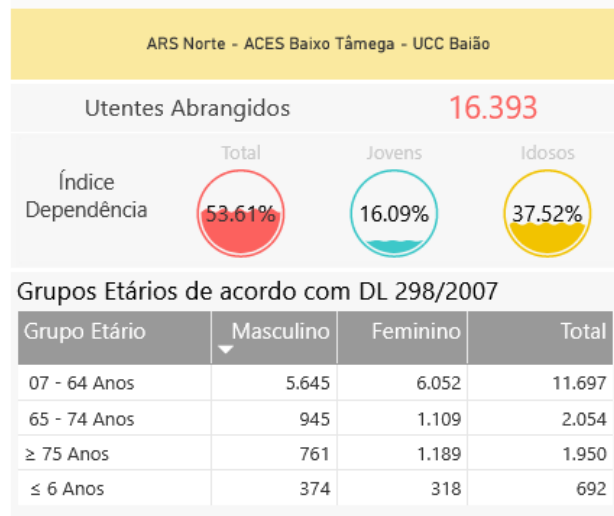 ARS Norte - ACES Baixo Tâmega - UCC Baião
Utentes Abrangidos 16.393
Índice Dependência
Total Jovens Idosos
53.61% 16.09% 37.52%
Grupos Etários de acordo com DL 298/2007
Grupo Etário Masculino Feminino Total
07 - 64 Anos 5.645 6.052 11.697
65 - 74 Anos 945 1.109 2.054
≥ 75 Anos 761 1.189 1.950
≤ 6 Anos 374 318 692